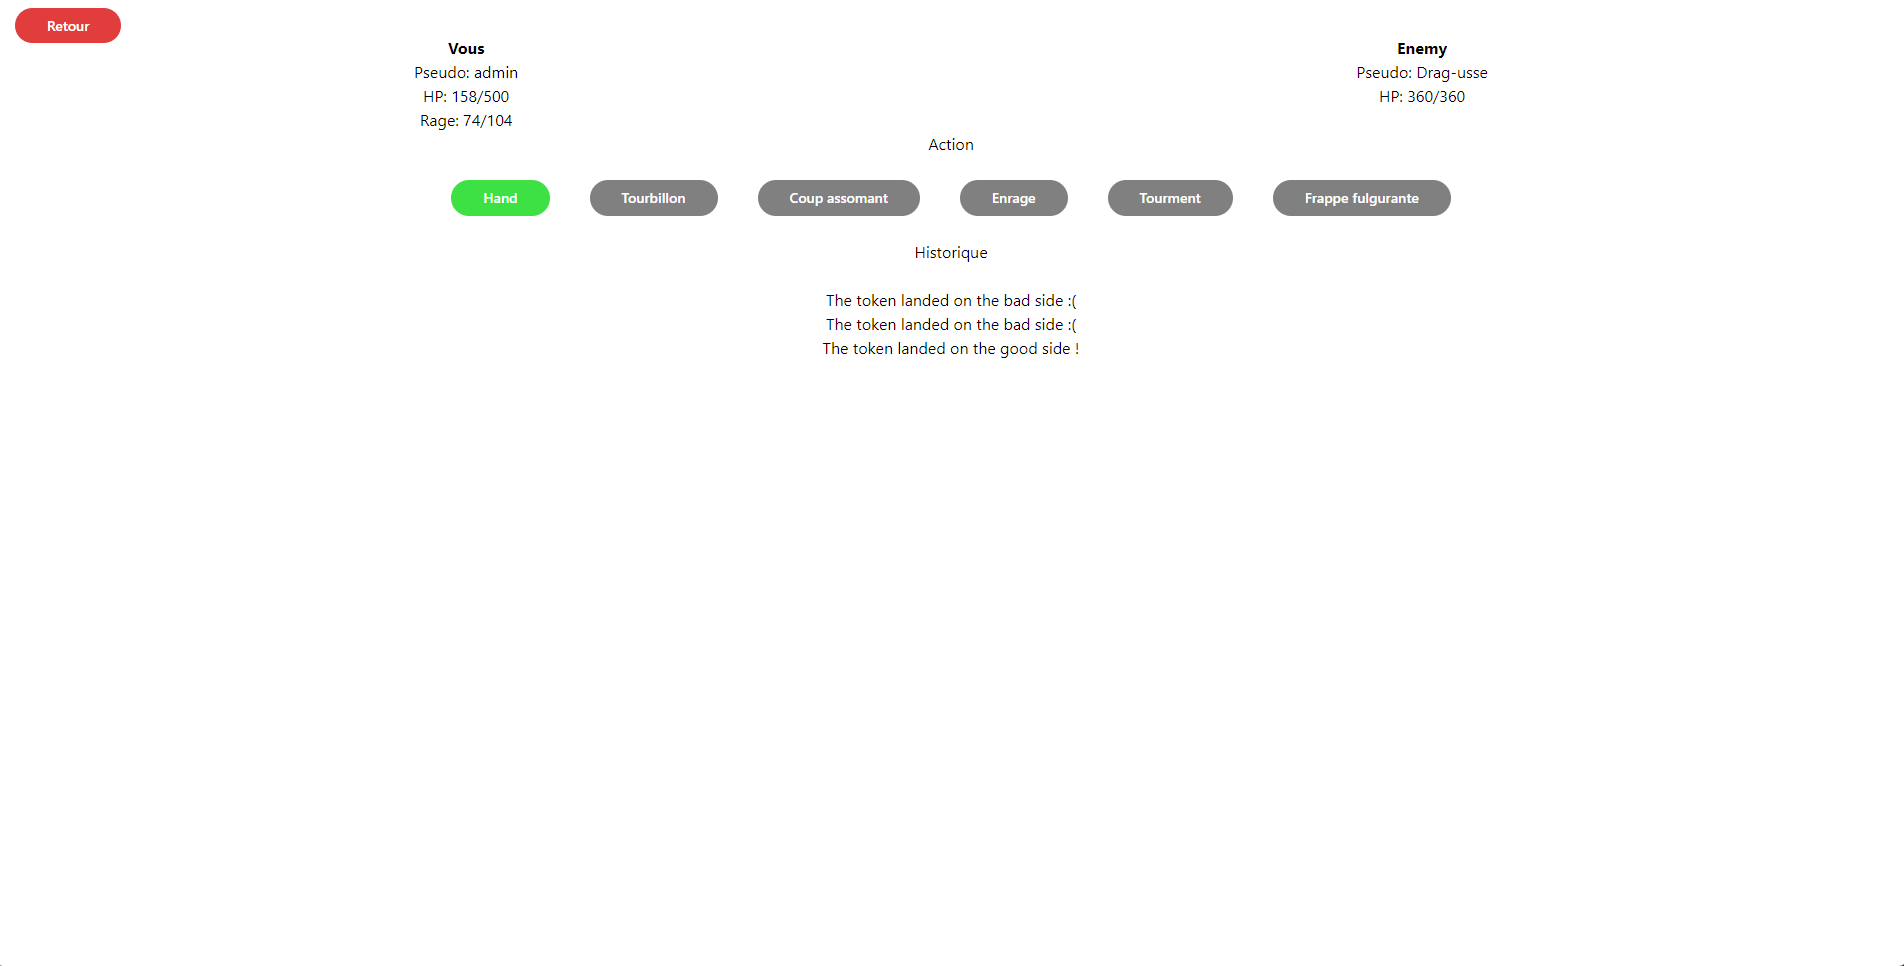 Retour
Vous
Pseudo: admin
HP: 158/500
Rage: 74/104
Enemy
Pseudo: Drag-usse
HP: 360/360
Action
Hand
Tourbillon
Coup assomant
Enrage
Tourment
Frappe fulgurante
Historique
The token landed on the bad side :(
The token landed on the bad side :(
The token landed on the good side !